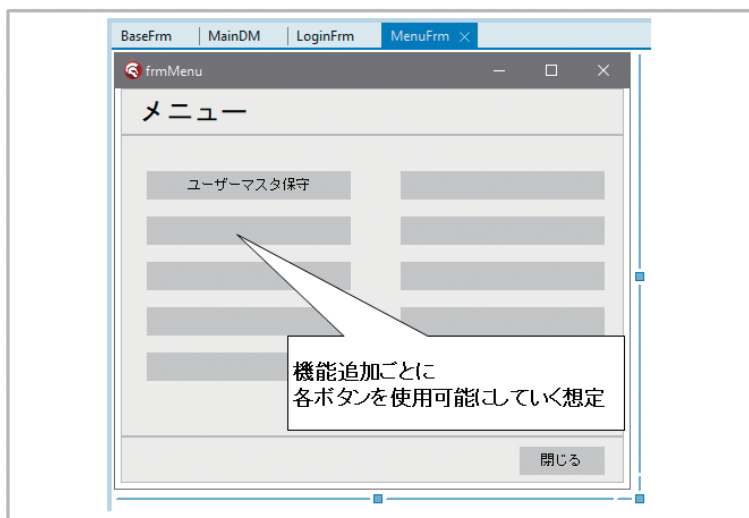 BaseFrm MainDM LoginFrm MenuFrm
frmMenu
メニュー
ユーザーマスタ保守
機能追加ごとに
各ボタンを使用可能にしていく想定
閉じる